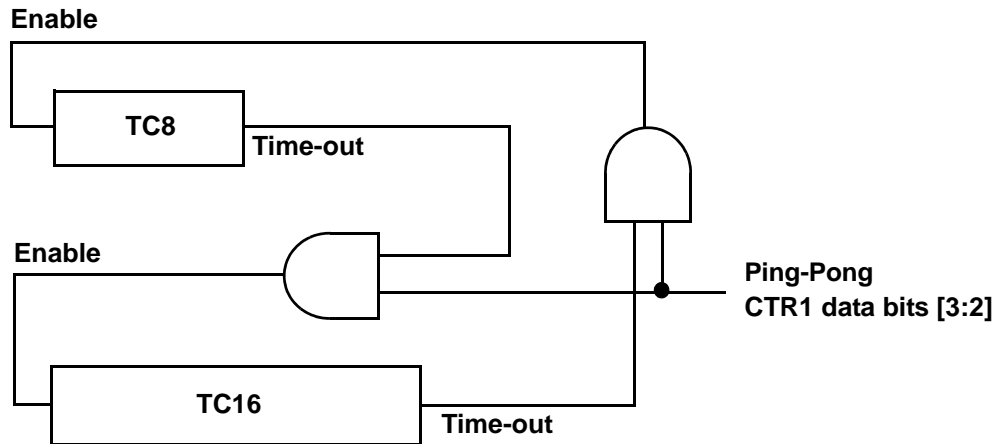 Enable
TC8
Time-out
Enable
Ping-Pong
CTR1 data bits [3:2]
TC16
Time-out